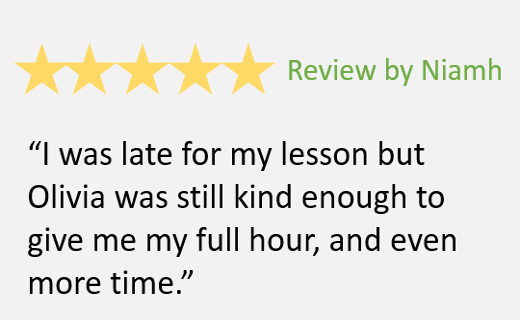 Review by Niamh
“I was late for my lesson but
Olivia was still kind enough to
give me my full hour, and even
more time.”